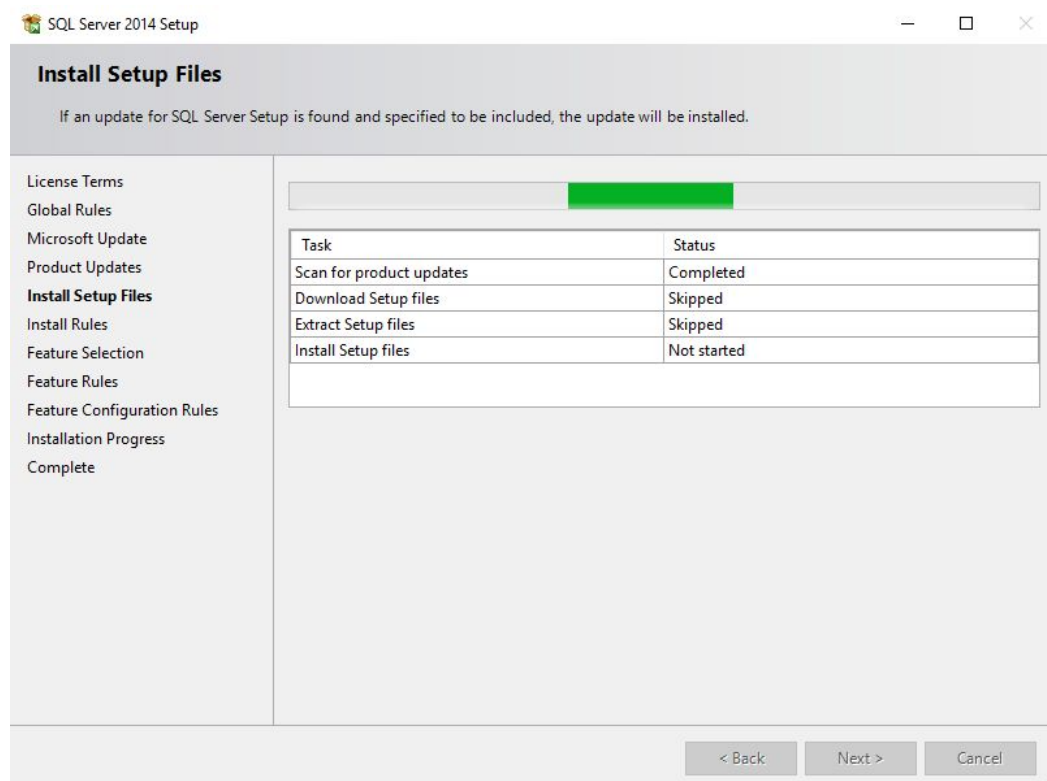 SQL Server 2014 Setup
Install Setup Files
If an update for SQL Server Setup is found and specified to be included, the update will be installed.
License Terms
Global Rules
Microsoft Update
Product Updates
Install Setup Files
Install Rules
Feature Selection
Feature Rules
Feature Configuration Rules
Installation Progress
Complete
Task Status
Scan for product updates Completed
Download Setup files Skipped
Extract Setup files Skipped
Install Setup files Not started
< Back Next > Cancel